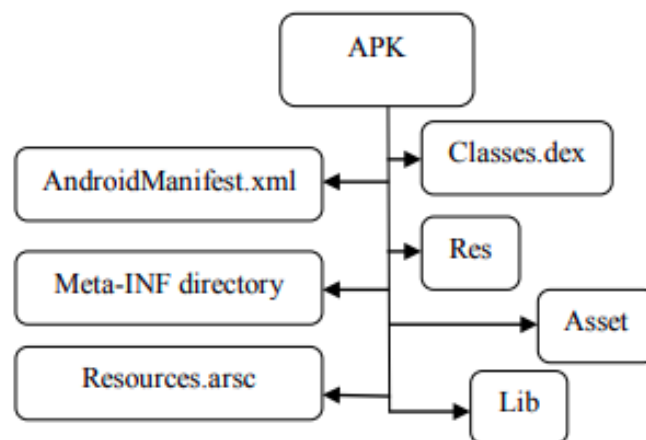 APK
Classes.dex
AndroidManifest.xml
Res
Meta-INF directory
Asset
Resources.arsc
Lib